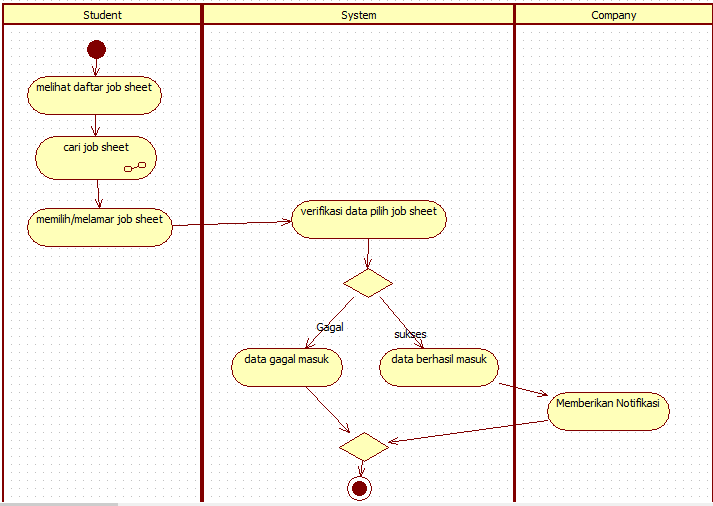 Student
System
Company
melihat daftar job sheet
cari job sheet
memilih/melamar job sheet
verifikasi data pilih job sheet
Gagal
sukses
data gagal masuk
data berhasil masuk
Memberikan Notifikasi